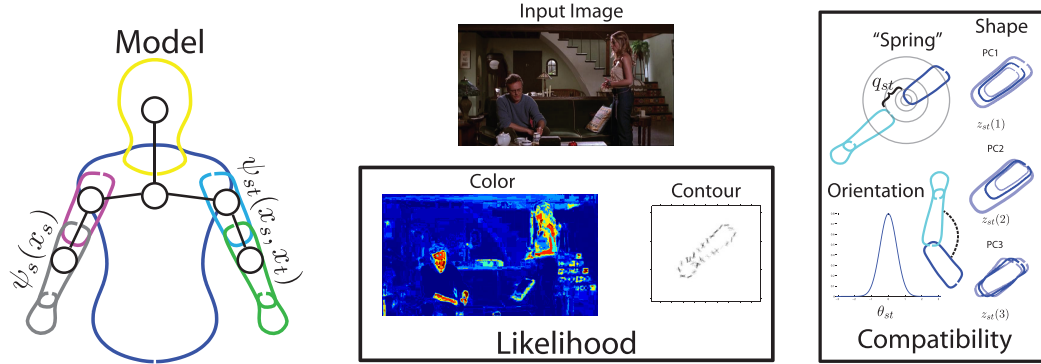 Model
ψ_s(x_s)
ψ_st(x_s, x_t)
Input Image
Color
Contour
Likelihood
"Spring"
q_st
Shape
PC1
z_st(1)
PC2
z_st(2)
PC3
z_st(3)
Orientation
θ_st
Compatibility